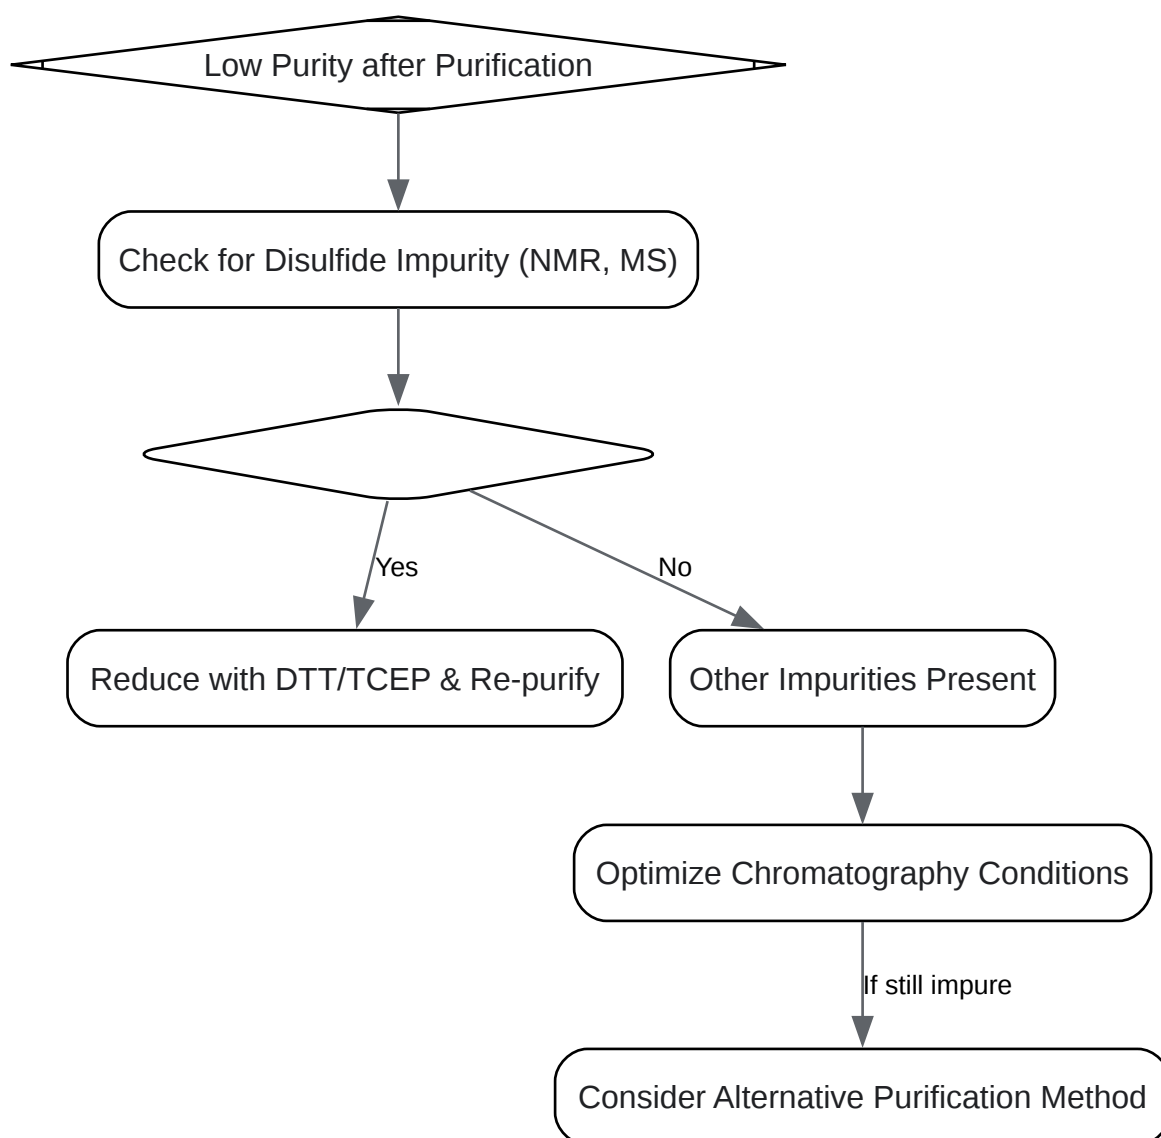 Low Purity after Purification
Check for Disulfide Impurity (NMR, MS)
Yes
No
Reduce with DTT/TCEP & Re-purify
Other Impurities Present
Optimize Chromatography Conditions
If still impure
Consider Alternative Purification Method